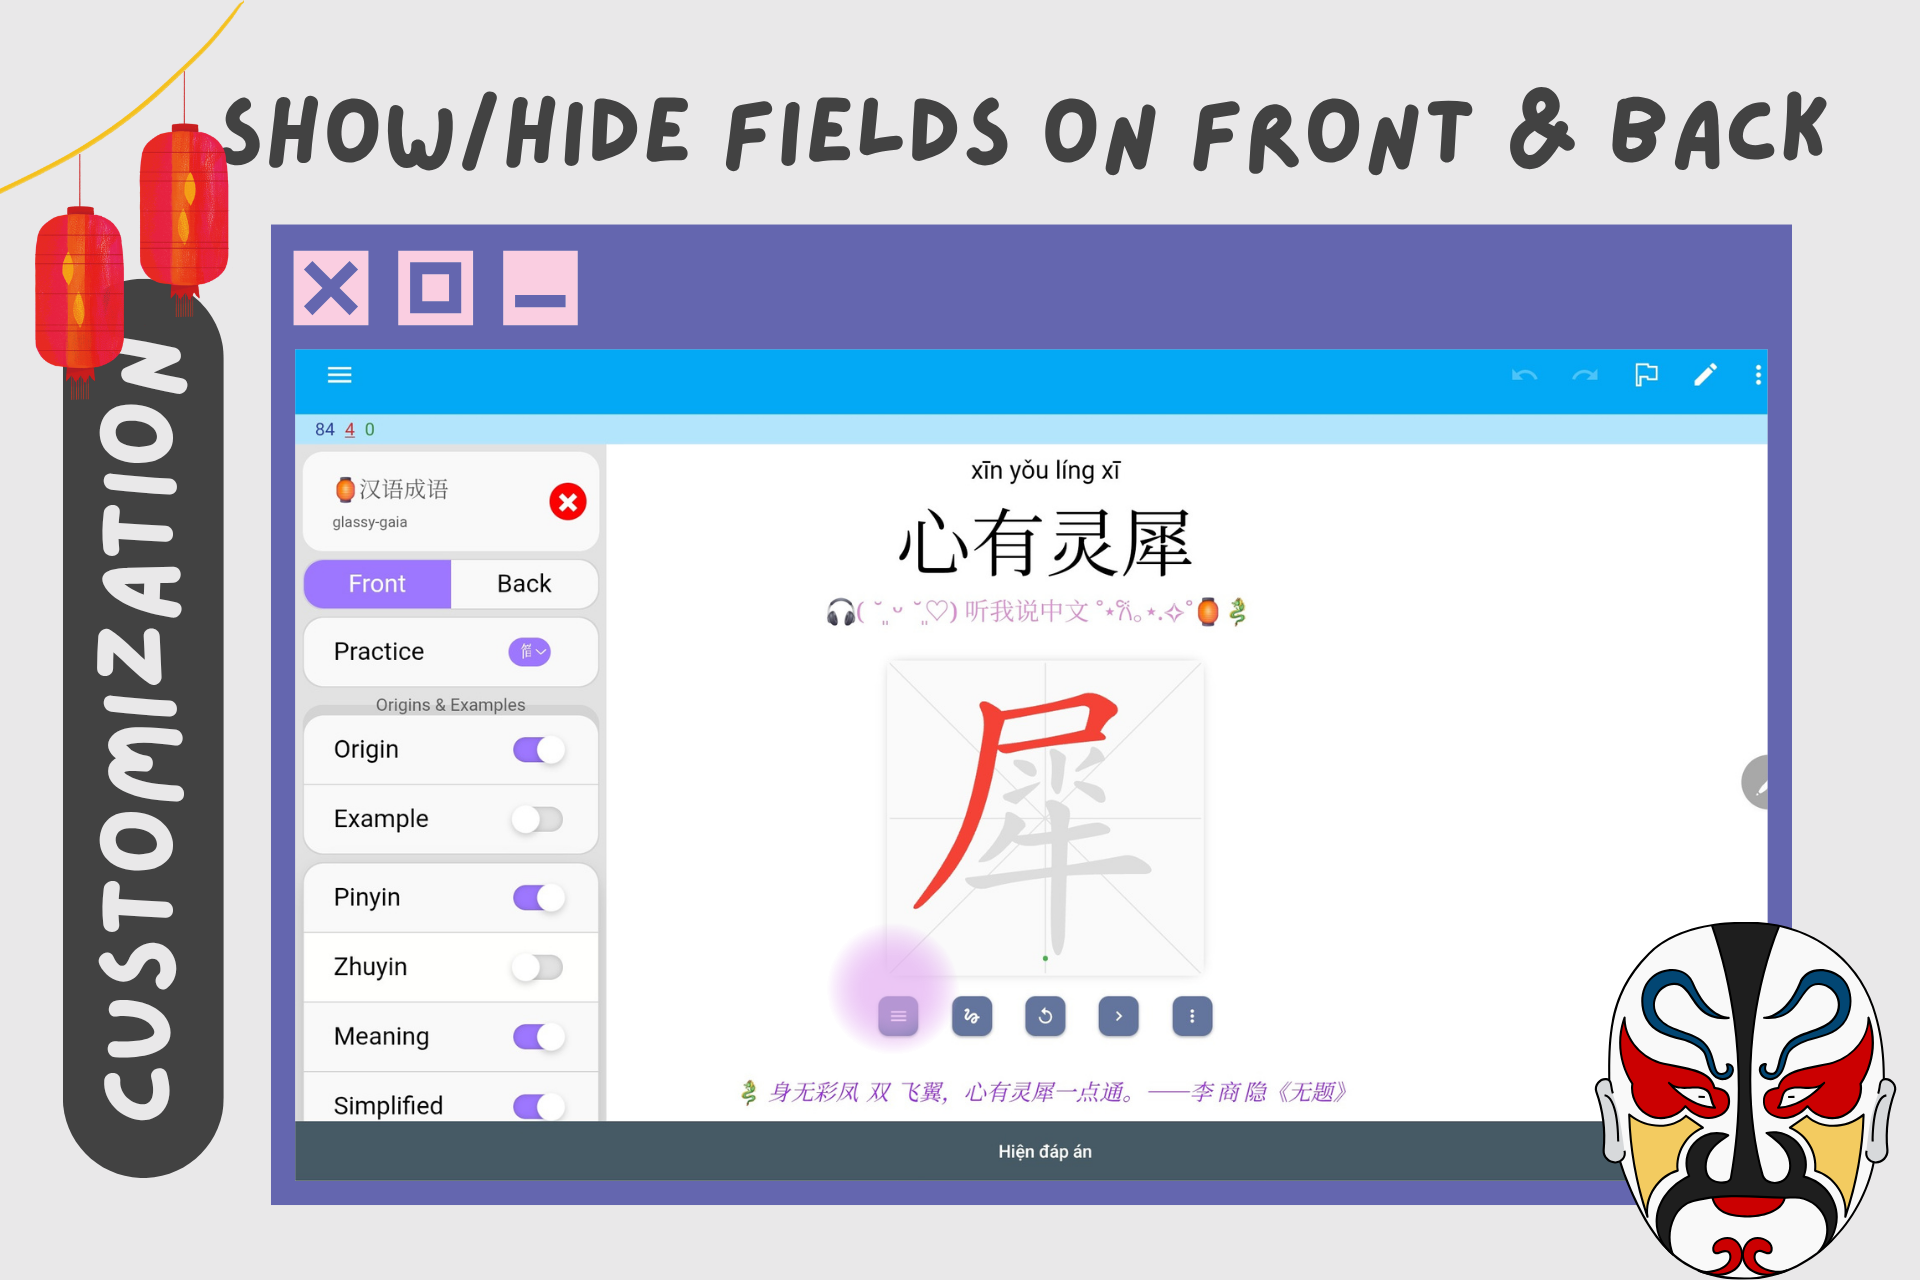 SHOW/HIDE FIELDS ON FRONT & BACK
CUSTOMIZATION
84 4 0
🏮汉语成语
glassy-gaia
Front
Back
Practice
Origins & Examples
Origin
Example
Pinyin
Zhuyin
Meaning
Simplified
xīn yǒu líng xī
心有灵犀
听我说中文
犀
身无彩凤 双 飞翼，心有灵犀一点通。——李 商 隐《无题》
Hiện đáp án